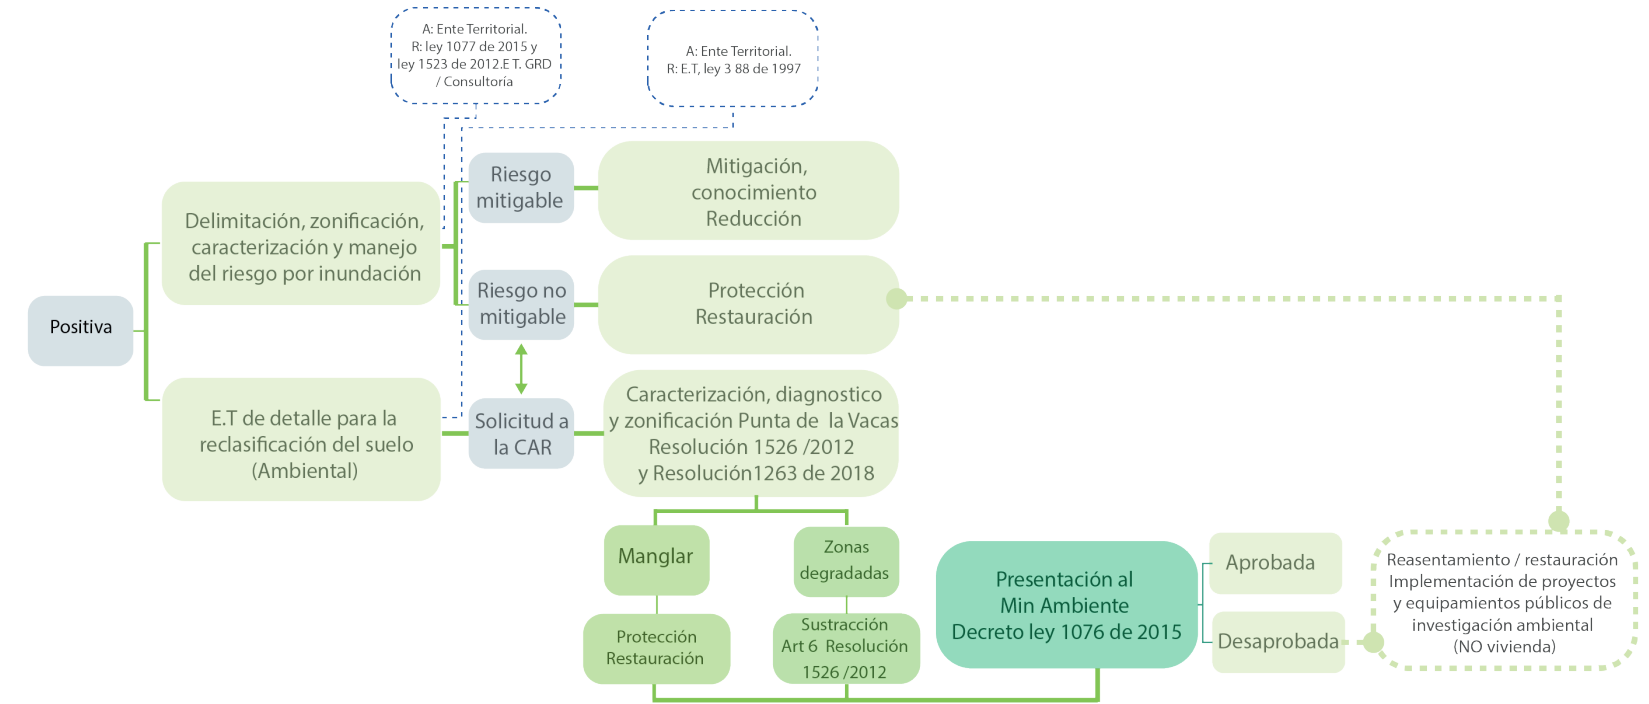 A: Ente Territorial.
R: ley 1077 de 2015 y
ley 1523 de 2012.E T. GRD
/ Consultoría
A: Ente Territorial.
R: E.T, ley 3 88 de 1997
Positiva
Delimitación, zonificación,
caracterización y manejo
del riesgo por inundación
Riesgo
mitigable
Mitigación,
conocimiento
Reducción
Riesgo no
mitigable
Protección
Restauración
E.T de detalle para la
reclasificación del suelo
(Ambiental)
Solicitud a
la CAR
Caracterización, diagnostico
y zonificación Punta de la Vacas
Resolución 1526 /2012
y Resolución1263 de 2018
Manglar
Protección
Restauración
Zonas
degradadas
Sustracción
Art 6 Resolución
1526 /2012
Presentación al
Min Ambiente
Decreto ley 1076 de 2015
Aprobada
Desaprobada
Reasentamiento / restauración
Implementación de proyectos
y equipamientos públicos de
investigación ambiental
(NO vivienda)